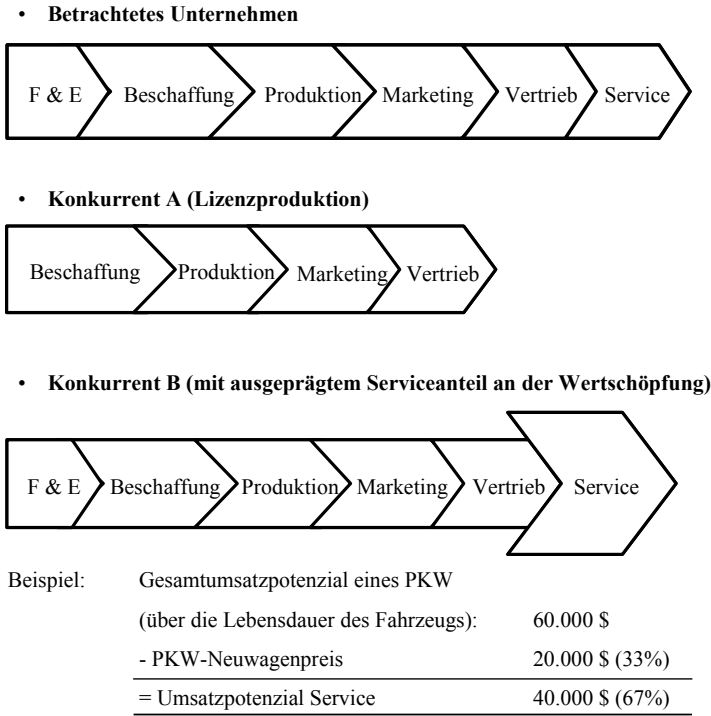 • Betrachtetes Unternehmen
F & E Beschaffung Produktion Marketing Vertrieb Service
• Konkurrent A (Lizenzproduktion)
Beschaffung Produktion Marketing Vertrieb
• Konkurrent B (mit ausgeprägtem Serviceanteil an der Wertschöpfung)
F & E Beschaffung Produktion Marketing Vertrieb Service
Beispiel: Gesamtumsatzpotenzial eines PKW
(über die Lebensdauer des Fahrzeugs): 60.000 $
- PKW-Neuwagenpreis 20.000 $ (33%)
= Umsatzpotenzial Service 40.000 $ (67%)